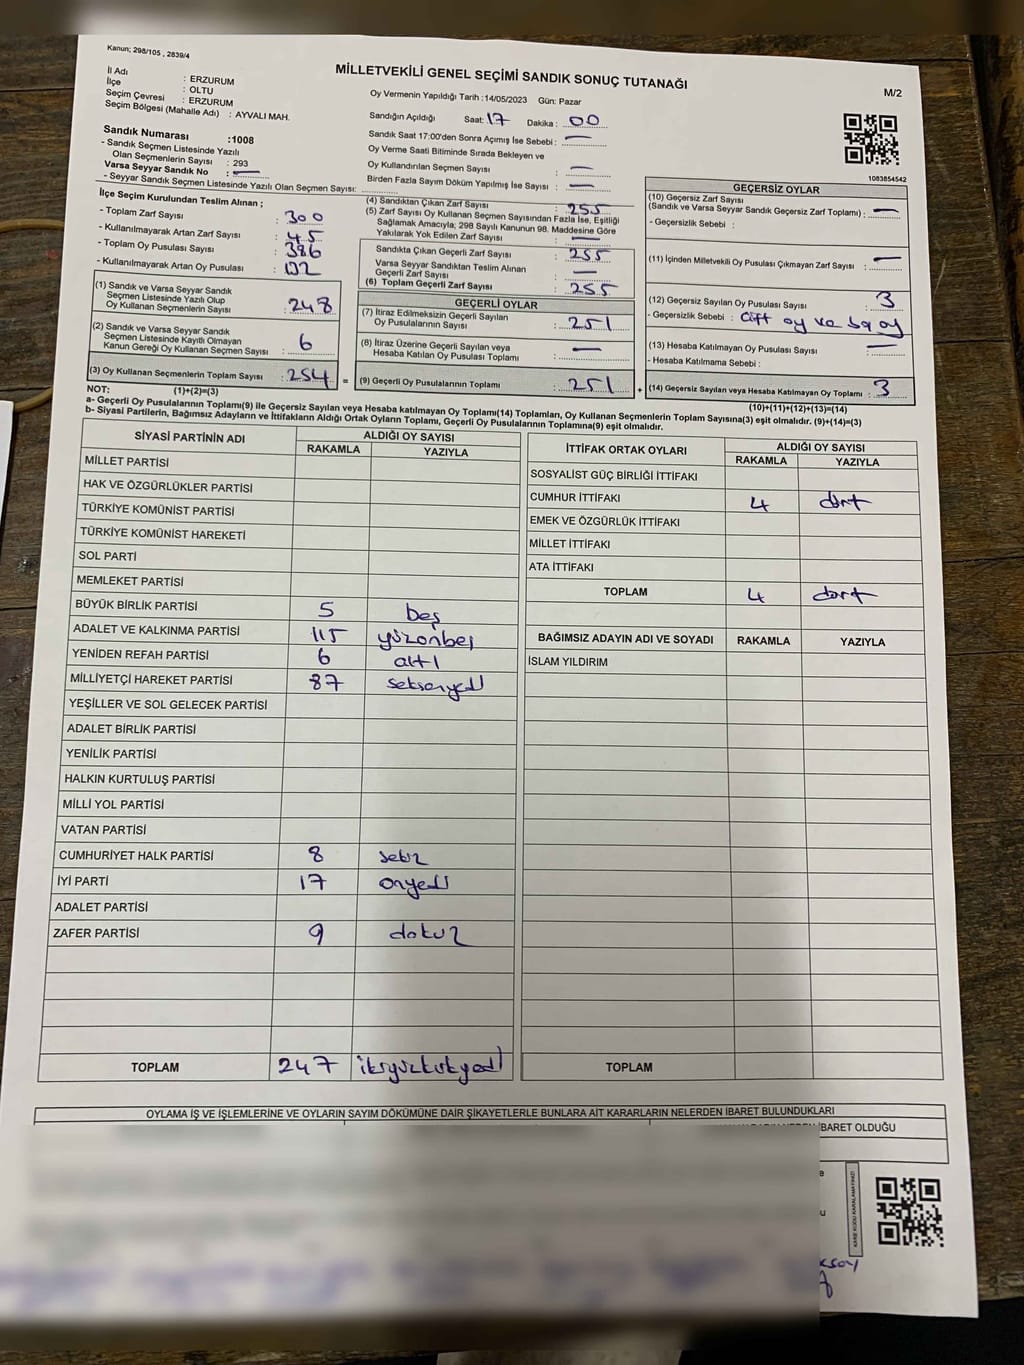 Kanun; 298/105 , 2839/4
MİLLETVEKİLİ GENEL SEÇİMİ SANDIK SONUÇ TUTANAĞI
M/2
İl Adı : ERZURUM
İlçe : OLTU
Seçim Çevresi : ERZURUM
Seçim Bölgesi (Mahalle Adı) : AYVALI MAH.
Sandık Numarası :1008
- Sandık Seçmen Listesinde Yazılı
Olan Seçmenlerin Sayısı : 293
Varsa Seyyar Sandık No : —
- Seyyar Sandık Seçmen Listesinde Yazılı Olan Seçmen Sayısı:
Oy Vermenin Yapıldığı Tarih :14/05/2023 Gün: Pazar
Sandığın Açıldığı Saat: 17 Dakika : 00
Sandık Saat 17:00'den Sonra Açımış İse Sebebi : —
Oy Verme Saati Bitiminde Sırada Bekleyen ve
Oy Kullandırılan Seçmen Sayısı : —
Birden Fazla Sayım Döküm Yapılmış İse Sayısı : —
1083854542
İlçe Seçim Kurulundan Teslim Alınan ;
- Toplam Zarf Sayısı : 300
- Kullanılmayarak Artan Zarf Sayısı : 45
- Toplam Oy Pusulası Sayısı : 386
- Kullanılmayarak Artan Oy Pusulası : 132
(1) Sandık ve Varsa Seyyar Sandık
Seçmen Listesinde Yazılı Olup
Oy Kullanan Seçmenlerin Sayısı : 248
(2) Sandık ve Varsa Seyyar Sandık
Seçmen Listesinde Kayıtlı Olmayan
Kanun Gereği Oy Kullanan Seçmen Sayısı : 6
(3) Oy Kullanan Seçmenlerin Toplam Sayısı : 254 =
(4) Sandıktan Çıkan Zarf Sayısı : 255
(5) Zarf Sayısı Oy Kullanan Seçmen Sayısından Fazla İse, Eşitliği
Sağlamak Amacıyla; 298 Sayılı Kanunun 98. Maddesine Göre
Yakılarak Yok Edilen Zarf Sayısı : —
Sandıkta Çıkan Geçerli Zarf Sayısı : 255
Varsa Seyyar Sandıktan Teslim Alınan
Geçerli Zarf Sayısı : —
(6) Toplam Geçerli Zarf Sayısı : 255
GEÇERLİ OYLAR
(7) İtiraz Edilmeksizin Geçerli Sayılan
Oy Pusulalarının Sayısı : 251
(8) İtiraz Üzerine Geçerli Sayılan veya
Hesaba Katılan Oy Pusulası Toplamı : —
(9) Geçerli Oy Pusulalarının Toplamı : 251 +
GEÇERSİZ OYLAR
(10) Geçersiz Zarf Sayısı
(Sandık ve Varsa Seyyar Sandık Geçersiz Zarf Toplamı) : —
- Geçersizlik Sebebi :
(11) İçinden Milletvekili Oy Pusulası Çıkmayan Zarf Sayısı : —
(12) Geçersiz Sayılan Oy Pusulası Sayısı : 3
- Geçersizlik Sebebi : Çift oy ve boş oy
(13) Hesaba Katılmayan Oy Pusulası Sayısı : —
- Hesaba Katılmama Sebebi :
(14) Geçersiz Sayılan veya Hesaba Katılmayan Oy Toplamı : 3
NOT: (1)+(2)=(3)
(10)+(11)+(12)+(13)=(14)
a- Geçerli Oy Pusulalarının Toplamı(9) ile Geçersiz Sayılan veya Hesaba katılmayan Oy Toplamı(14) Toplamları, Oy Kullanan Seçmenlerin Toplam Sayısına(3) eşit olmalıdır. (9)+(14)=(3)
b- Siyasi Partilerin, Bağımsız Adayların ve İttifakların Aldığı Ortak Oyların Toplamı, Geçerli Oy Pusulalarının Toplamına(9) eşit olmalıdır.
SİYASİ PARTİNİN ADI ALDIĞI OY SAYISI
RAKAMLA YAZIYLA
MİLLET PARTİSİ
HAK VE ÖZGÜRLÜKLER PARTİSİ
TÜRKİYE KOMÜNİST PARTİSİ
TÜRKİYE KOMÜNİST HAREKETİ
SOL PARTİ
MEMLEKET PARTİSİ
BÜYÜK BİRLİK PARTİSİ 5 beş
ADALET VE KALKINMA PARTİSİ 115 yüzonbeş
YENİDEN REFAH PARTİSİ 6 altı
MİLLİYETÇİ HAREKET PARTİSİ 87 seksenyedi
YEŞİLLER VE SOL GELECEK PARTİSİ
ADALET BİRLİK PARTİSİ
YENİLİK PARTİSİ
HALKIN KURTULUŞ PARTİSİ
MİLLİ YOL PARTİSİ
VATAN PARTİSİ
CUMHURİYET HALK PARTİSİ 8 sekiz
İYİ PARTİ 17 onyedi
ADALET PARTİSİ
ZAFER PARTİSİ 9 dokuz
TOPLAM 247 ikiyüzkırkyedi
İTTİFAK ORTAK OYLARI ALDIĞI OY SAYISI
RAKAMLA YAZIYLA
SOSYALİST GÜÇ BİRLİĞİ İTTİFAKI
CUMHUR İTTİFAKI 4 dört
EMEK VE ÖZGÜRLÜK İTTİFAKI
MİLLET İTTİFAKI
ATA İTTİFAKI
TOPLAM 4 dört
BAĞIMSIZ ADAYIN ADI VE SOYADI RAKAMLA YAZIYLA
İSLAM YILDIRIM
TOPLAM
OYLAMA İŞ VE İŞLEMLERİNE VE OYLARIN SAYIM DÖKÜMÜNE DAİR ŞİKAYETLERLE BUNLARA AİT KARARLARIN NELERDEN İBARET BULUNDUKLARI
İBARET OLDUĞU
KARE KODU KARALAMAYINIZ!
ksoy